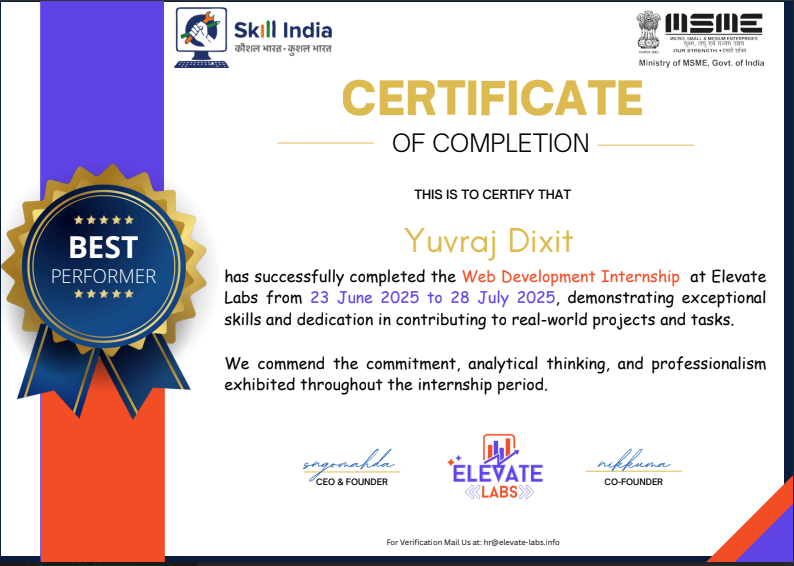 Skill India
कौशल भारत - कुशल भारत
MSME
MICRO, SMALL & MEDIUM ENTERPRISES
सूक्ष्म, लघु एवं मध्यम उद्यम
OUR STRENGTH • हमारी शक्ति
Ministry of MSME, Govt. of India
CERTIFICATE
OF COMPLETION
THIS IS TO CERTIFY THAT
BEST
PERFORMER
Yuvraj Dixit
has successfully completed the Web Development Internship at Elevate
Labs from 23 June 2025 to 28 July 2025, demonstrating exceptional
skills and dedication in contributing to real-world projects and tasks.
We commend the commitment, analytical thinking, and professionalism
exhibited throughout the internship period.
sngomahda
CEO & FOUNDER
ELEVATE
LABS
nikkuma
CO-FOUNDER
For Verification Mail Us at: hr@elevate-labs.info